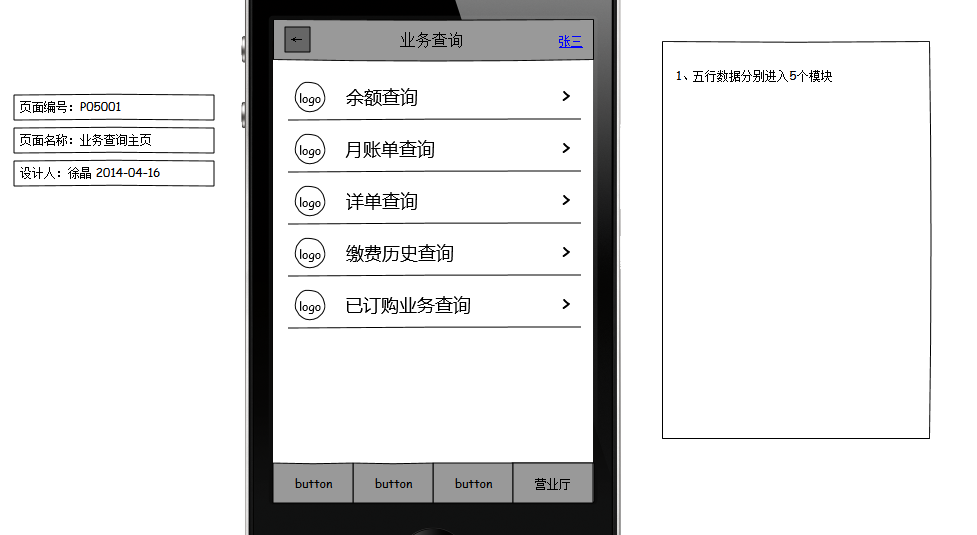 页面编号：P05001
页面名称：业务查询主页
设计人：徐晶 2014-04-16
← 业务查询 张三
logo 余额查询 >
logo 月账单查询 >
logo 详单查询 >
logo 缴费历史查询 >
logo 已订购业务查询 >
button button button 营业厅
1、五行数据分别进入5个模块